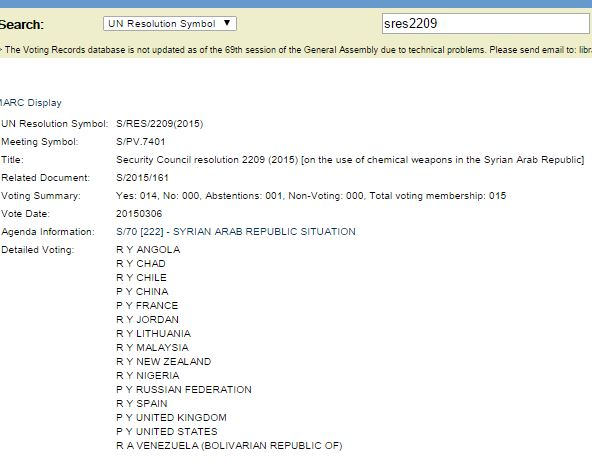 Search: UN Resolution Symbol ▼ sres2209
The Voting Records database is not updated as of the 69th session of the General Assembly due to technical problems. Please send email to:
MARC Display
UN Resolution Symbol: S/RES/2209(2015)
Meeting Symbol: S/PV.7401
Title: Security Council resolution 2209 (2015) [on the use of chemical weapons in the Syrian Arab Republic]
Related Document: S/2015/161
Voting Summary: Yes: 014, No: 000, Abstentions: 001, Non-Voting: 000, Total voting membership: 015
Vote Date: 20150306
Agenda Information: S/70 [222] - SYRIAN ARAB REPUBLIC SITUATION
Detailed Voting: R Y ANGOLA
R Y CHAD
R Y CHILE
P Y CHINA
P Y FRANCE
R Y JORDAN
R Y LITHUANIA
R Y MALAYSIA
R Y NEW ZEALAND
R Y NIGERIA
P Y RUSSIAN FEDERATION
R Y SPAIN
P Y UNITED KINGDOM
P Y UNITED STATES
R A VENEZUELA (BOLIVARIAN REPUBLIC OF)